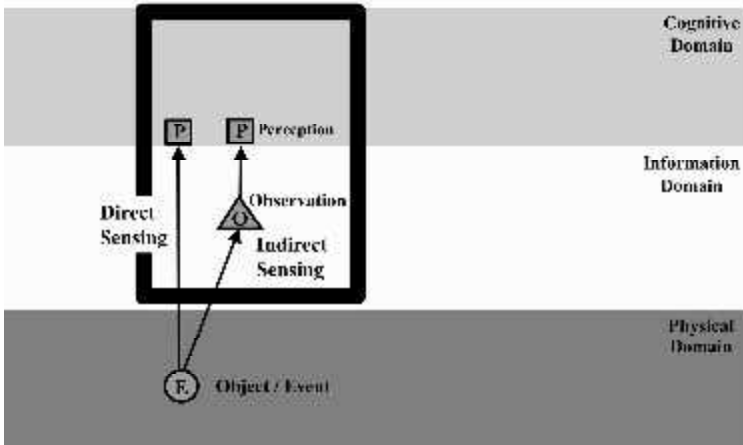 Cognitive
Domain
P
P Perception
Information
Domain
Observation
O
Direct
Sensing
Indirect
Sensing
Physical
Domain
E Object / Event